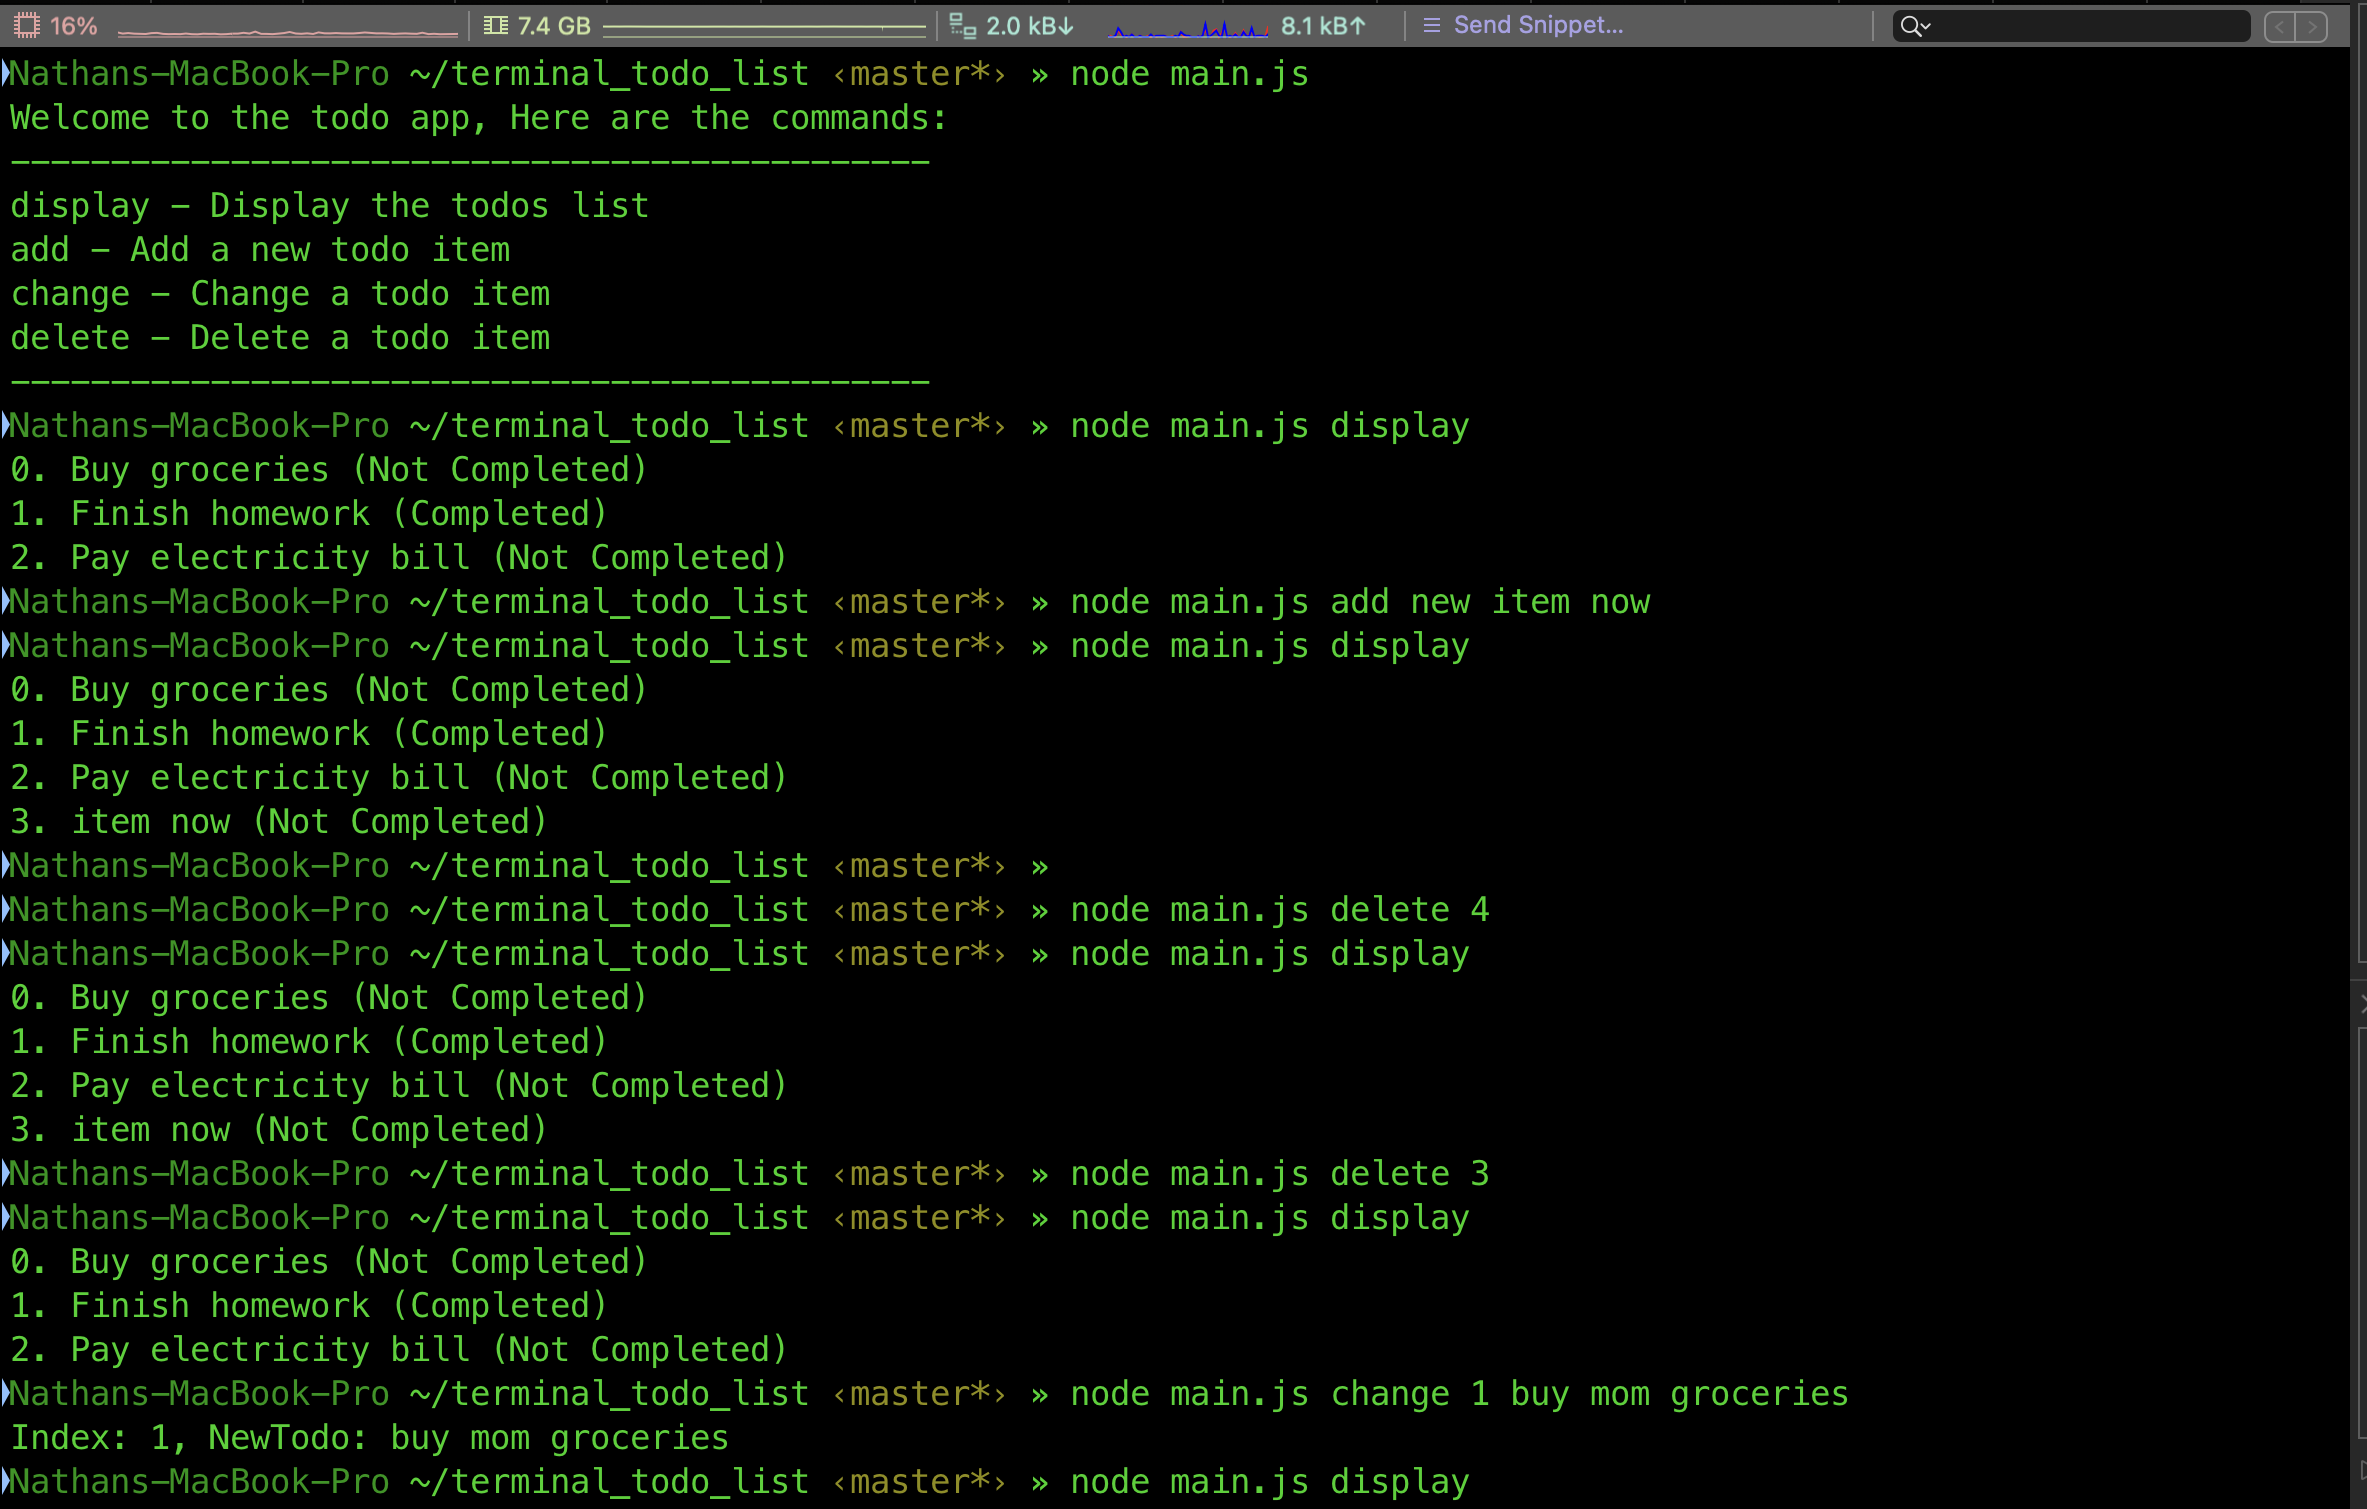 16% 7.4 GB 2.0 kB↓ 8.1 kB↑ Send Snippet...
Nathans-MacBook-Pro ~/terminal_todo_list ‹master*› » node main.js
Welcome to the todo app, Here are the commands:
----------------------------------------------
display - Display the todos list
add - Add a new todo item
change - Change a todo item
delete - Delete a todo item
----------------------------------------------
Nathans-MacBook-Pro ~/terminal_todo_list ‹master*› » node main.js display
0. Buy groceries (Not Completed)
1. Finish homework (Completed)
2. Pay electricity bill (Not Completed)
Nathans-MacBook-Pro ~/terminal_todo_list ‹master*› » node main.js add new item now
Nathans-MacBook-Pro ~/terminal_todo_list ‹master*› » node main.js display
0. Buy groceries (Not Completed)
1. Finish homework (Completed)
2. Pay electricity bill (Not Completed)
3. item now (Not Completed)
Nathans-MacBook-Pro ~/terminal_todo_list ‹master*› »
Nathans-MacBook-Pro ~/terminal_todo_list ‹master*› » node main.js delete 4
Nathans-MacBook-Pro ~/terminal_todo_list ‹master*› » node main.js display
0. Buy groceries (Not Completed)
1. Finish homework (Completed)
2. Pay electricity bill (Not Completed)
3. item now (Not Completed)
Nathans-MacBook-Pro ~/terminal_todo_list ‹master*› » node main.js delete 3
Nathans-MacBook-Pro ~/terminal_todo_list ‹master*› » node main.js display
0. Buy groceries (Not Completed)
1. Finish homework (Completed)
2. Pay electricity bill (Not Completed)
Nathans-MacBook-Pro ~/terminal_todo_list ‹master*› » node main.js change 1 buy mom groceries
Index: 1, NewTodo: buy mom groceries
Nathans-MacBook-Pro ~/terminal_todo_list ‹master*› » node main.js display